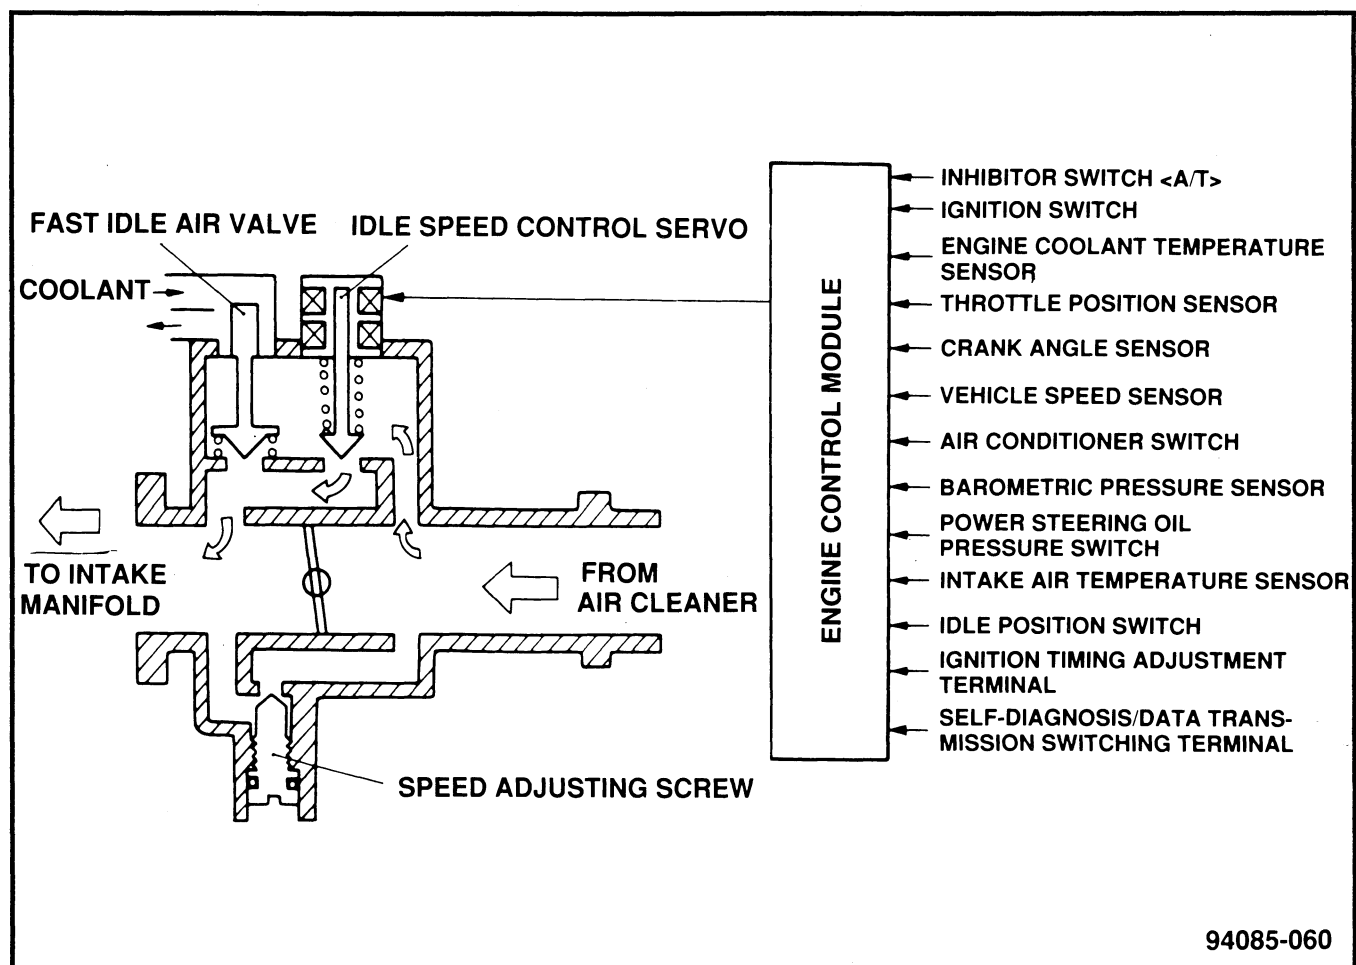 FAST IDLE AIR VALVE
IDLE SPEED CONTROL SERVO
COOLANT
TO INTAKE
MANIFOLD
FROM
AIR CLEANER
SPEED ADJUSTING SCREW
ENGINE CONTROL MODULE
INHIBITOR SWITCH <A/T>
IGNITION SWITCH
ENGINE COOLANT TEMPERATURE
SENSOR
THROTTLE POSITION SENSOR
CRANK ANGLE SENSOR
VEHICLE SPEED SENSOR
AIR CONDITIONER SWITCH
BAROMETRIC PRESSURE SENSOR
POWER STEERING OIL
PRESSURE SWITCH
INTAKE AIR TEMPERATURE SENSOR
IDLE POSITION SWITCH
IGNITION TIMING ADJUSTMENT
TERMINAL
SELF-DIAGNOSIS/DATA TRANS-
MISSION SWITCHING TERMINAL
94085-060